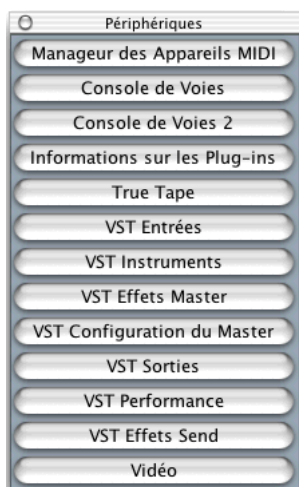 Périphériques
Manageur des Appareils MIDI
Console de Voies
Console de Voies 2
Informations sur les Plug-ins
True Tape
VST Entrées
VST Instruments
VST Effets Master
VST Configuration du Master
VST Sorties
VST Performance
VST Effets Send
Vidéo